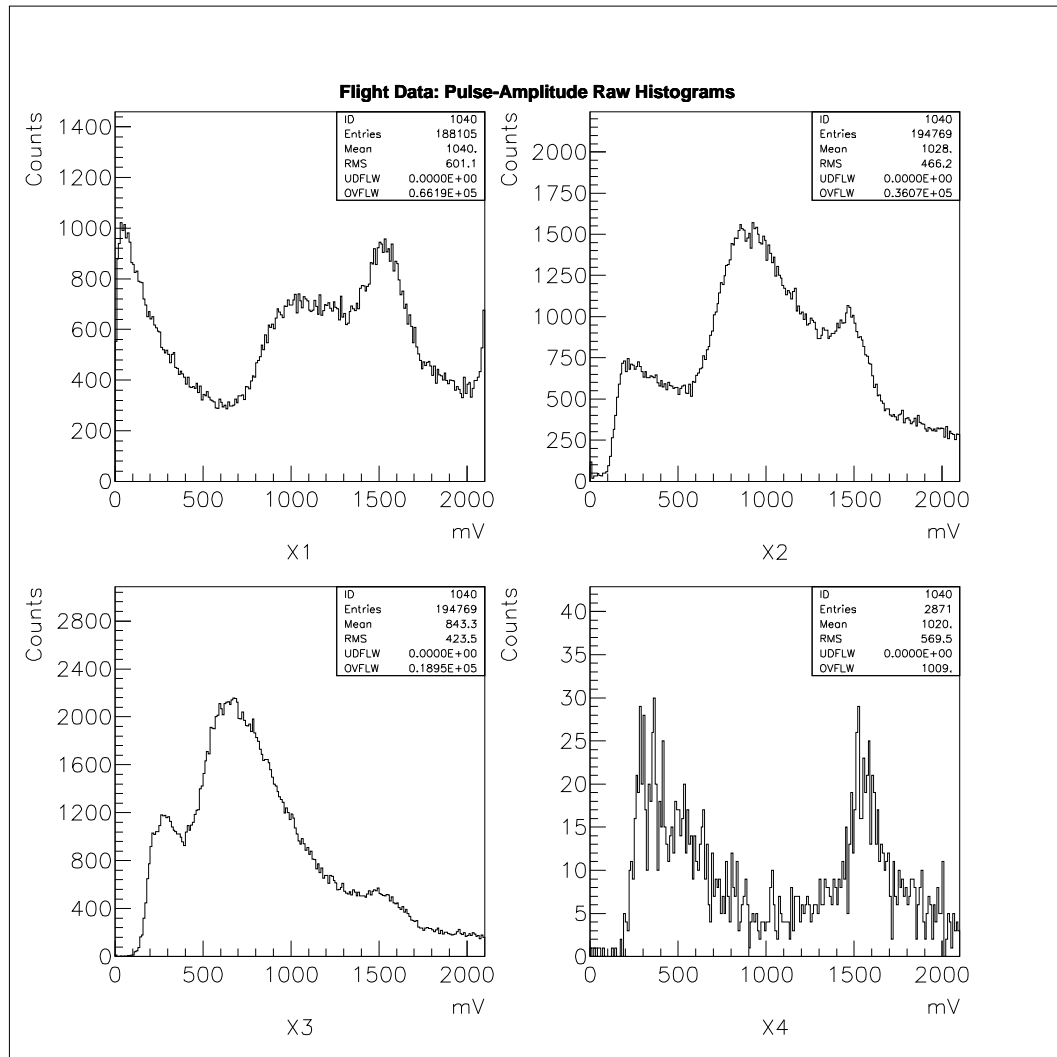 Flight Data: Pulse-Amplitude Raw Histograms
Counts
1400
1200
1000
800
600
400
200
0
0 500 1000 1500 2000
mV
X1
ID 1040
Entries 188105
Mean 1040.
RMS 601.1
UDFLW 0.0000E+00
OVFLW 0.6619E+05
Counts
2000
1750
1500
1250
1000
750
500
250
0
0 500 1000 1500 2000
mV
X2
ID 1040
Entries 194769
Mean 1028.
RMS 466.2
UDFLW 0.0000E+00
OVFLW 0.3607E+05
Counts
2800
2400
2000
1600
1200
800
400
0
0 500 1000 1500 2000
mV
X3
ID 1040
Entries 194769
Mean 843.3
RMS 423.5
UDFLW 0.0000E+00
OVFLW 0.1895E+05
Counts
40
35
30
25
20
15
10
5
0
0 500 1000 1500 2000
mV
X4
ID 1040
Entries 2871
Mean 1020.
RMS 569.5
UDFLW 0.0000E+00
OVFLW 1009.